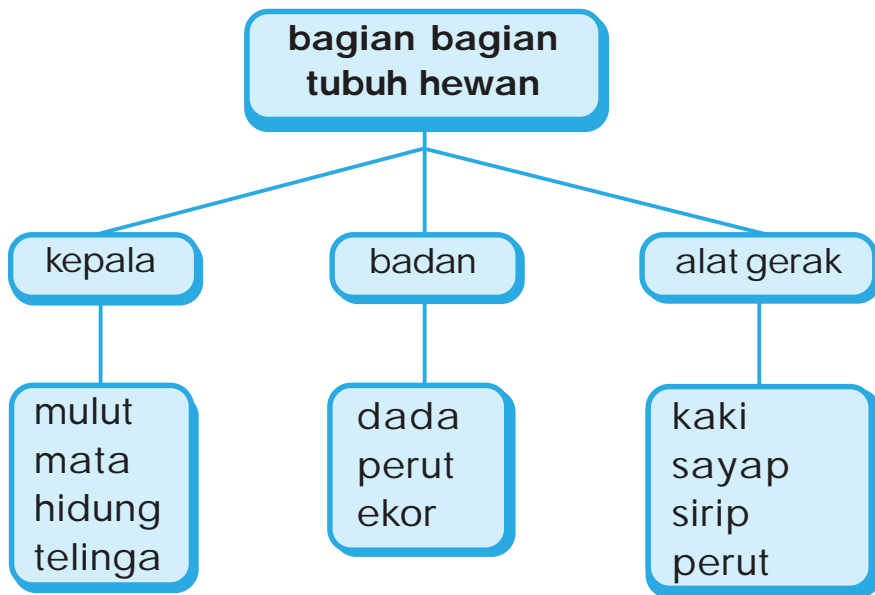 bagian bagian
tubuh hewan
kepala
badan
alat gerak
mulut
mata
hidung
telinga
dada
perut
ekor
kaki
sayap
sirip
perut